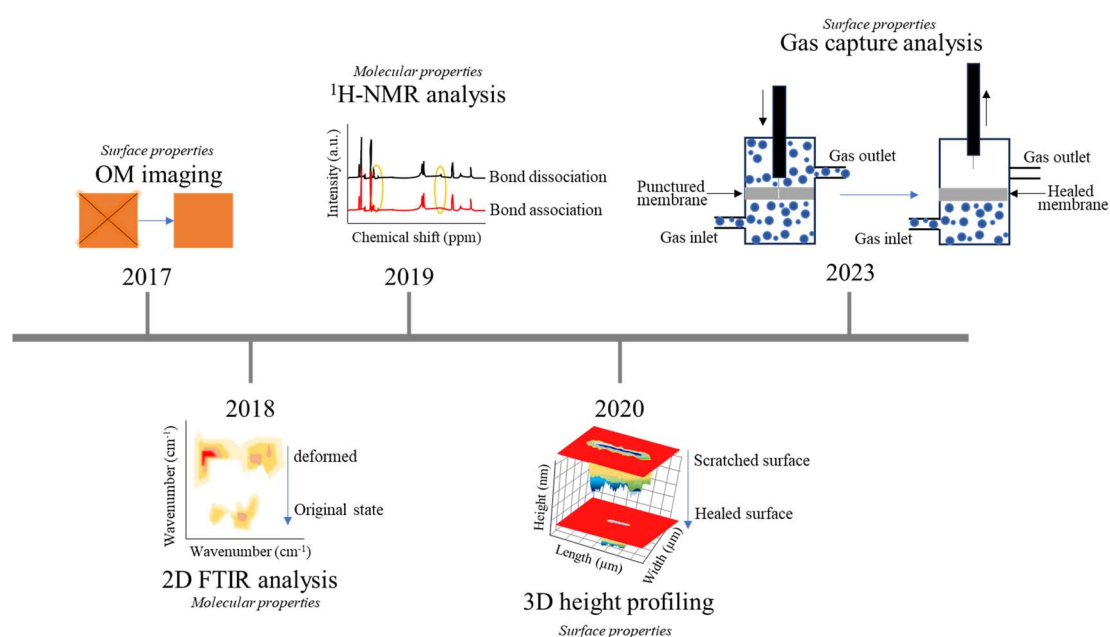 Surface properties
OM imaging
2017
Molecular properties
¹H-NMR analysis
Intensity (a.u.)
Bond dissociation
Bond association
Chemical shift (ppm)
2019
Surface properties
Gas capture analysis
Gas outlet
Punctured
membrane
Gas inlet
Gas outlet
Healed
membrane
Gas inlet
2023
2018
Wavenumber (cm⁻¹)
deformed
Original state
Wavenumber (cm⁻¹)
2D FTIR analysis
Molecular properties
2020
Scratched surface
Healed surface
Height (nm)
Length (µm)
Width (µm)
3D height profiling
Surface properties